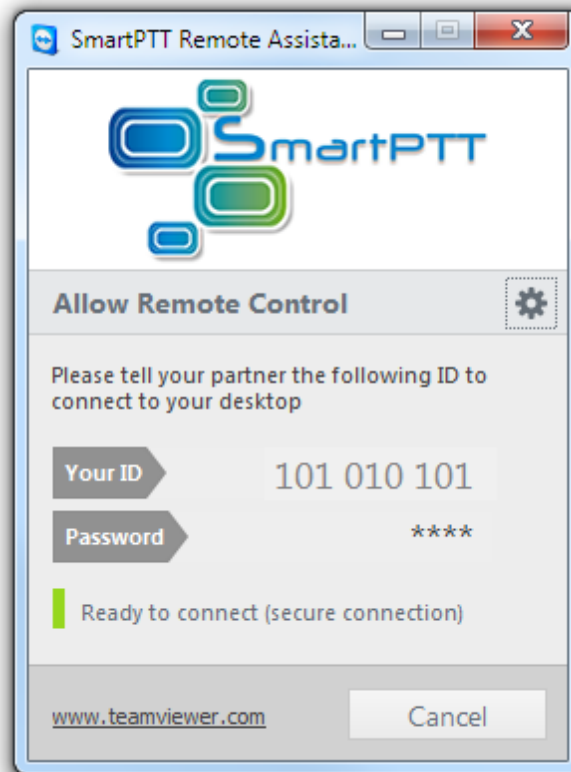 SmartPTT Remote Assista...
SmartPTT
Allow Remote Control
Please tell your partner the following ID to
connect to your desktop
Your ID 101 010 101
Password ****
Ready to connect (secure connection)
www.teamviewer.com Cancel